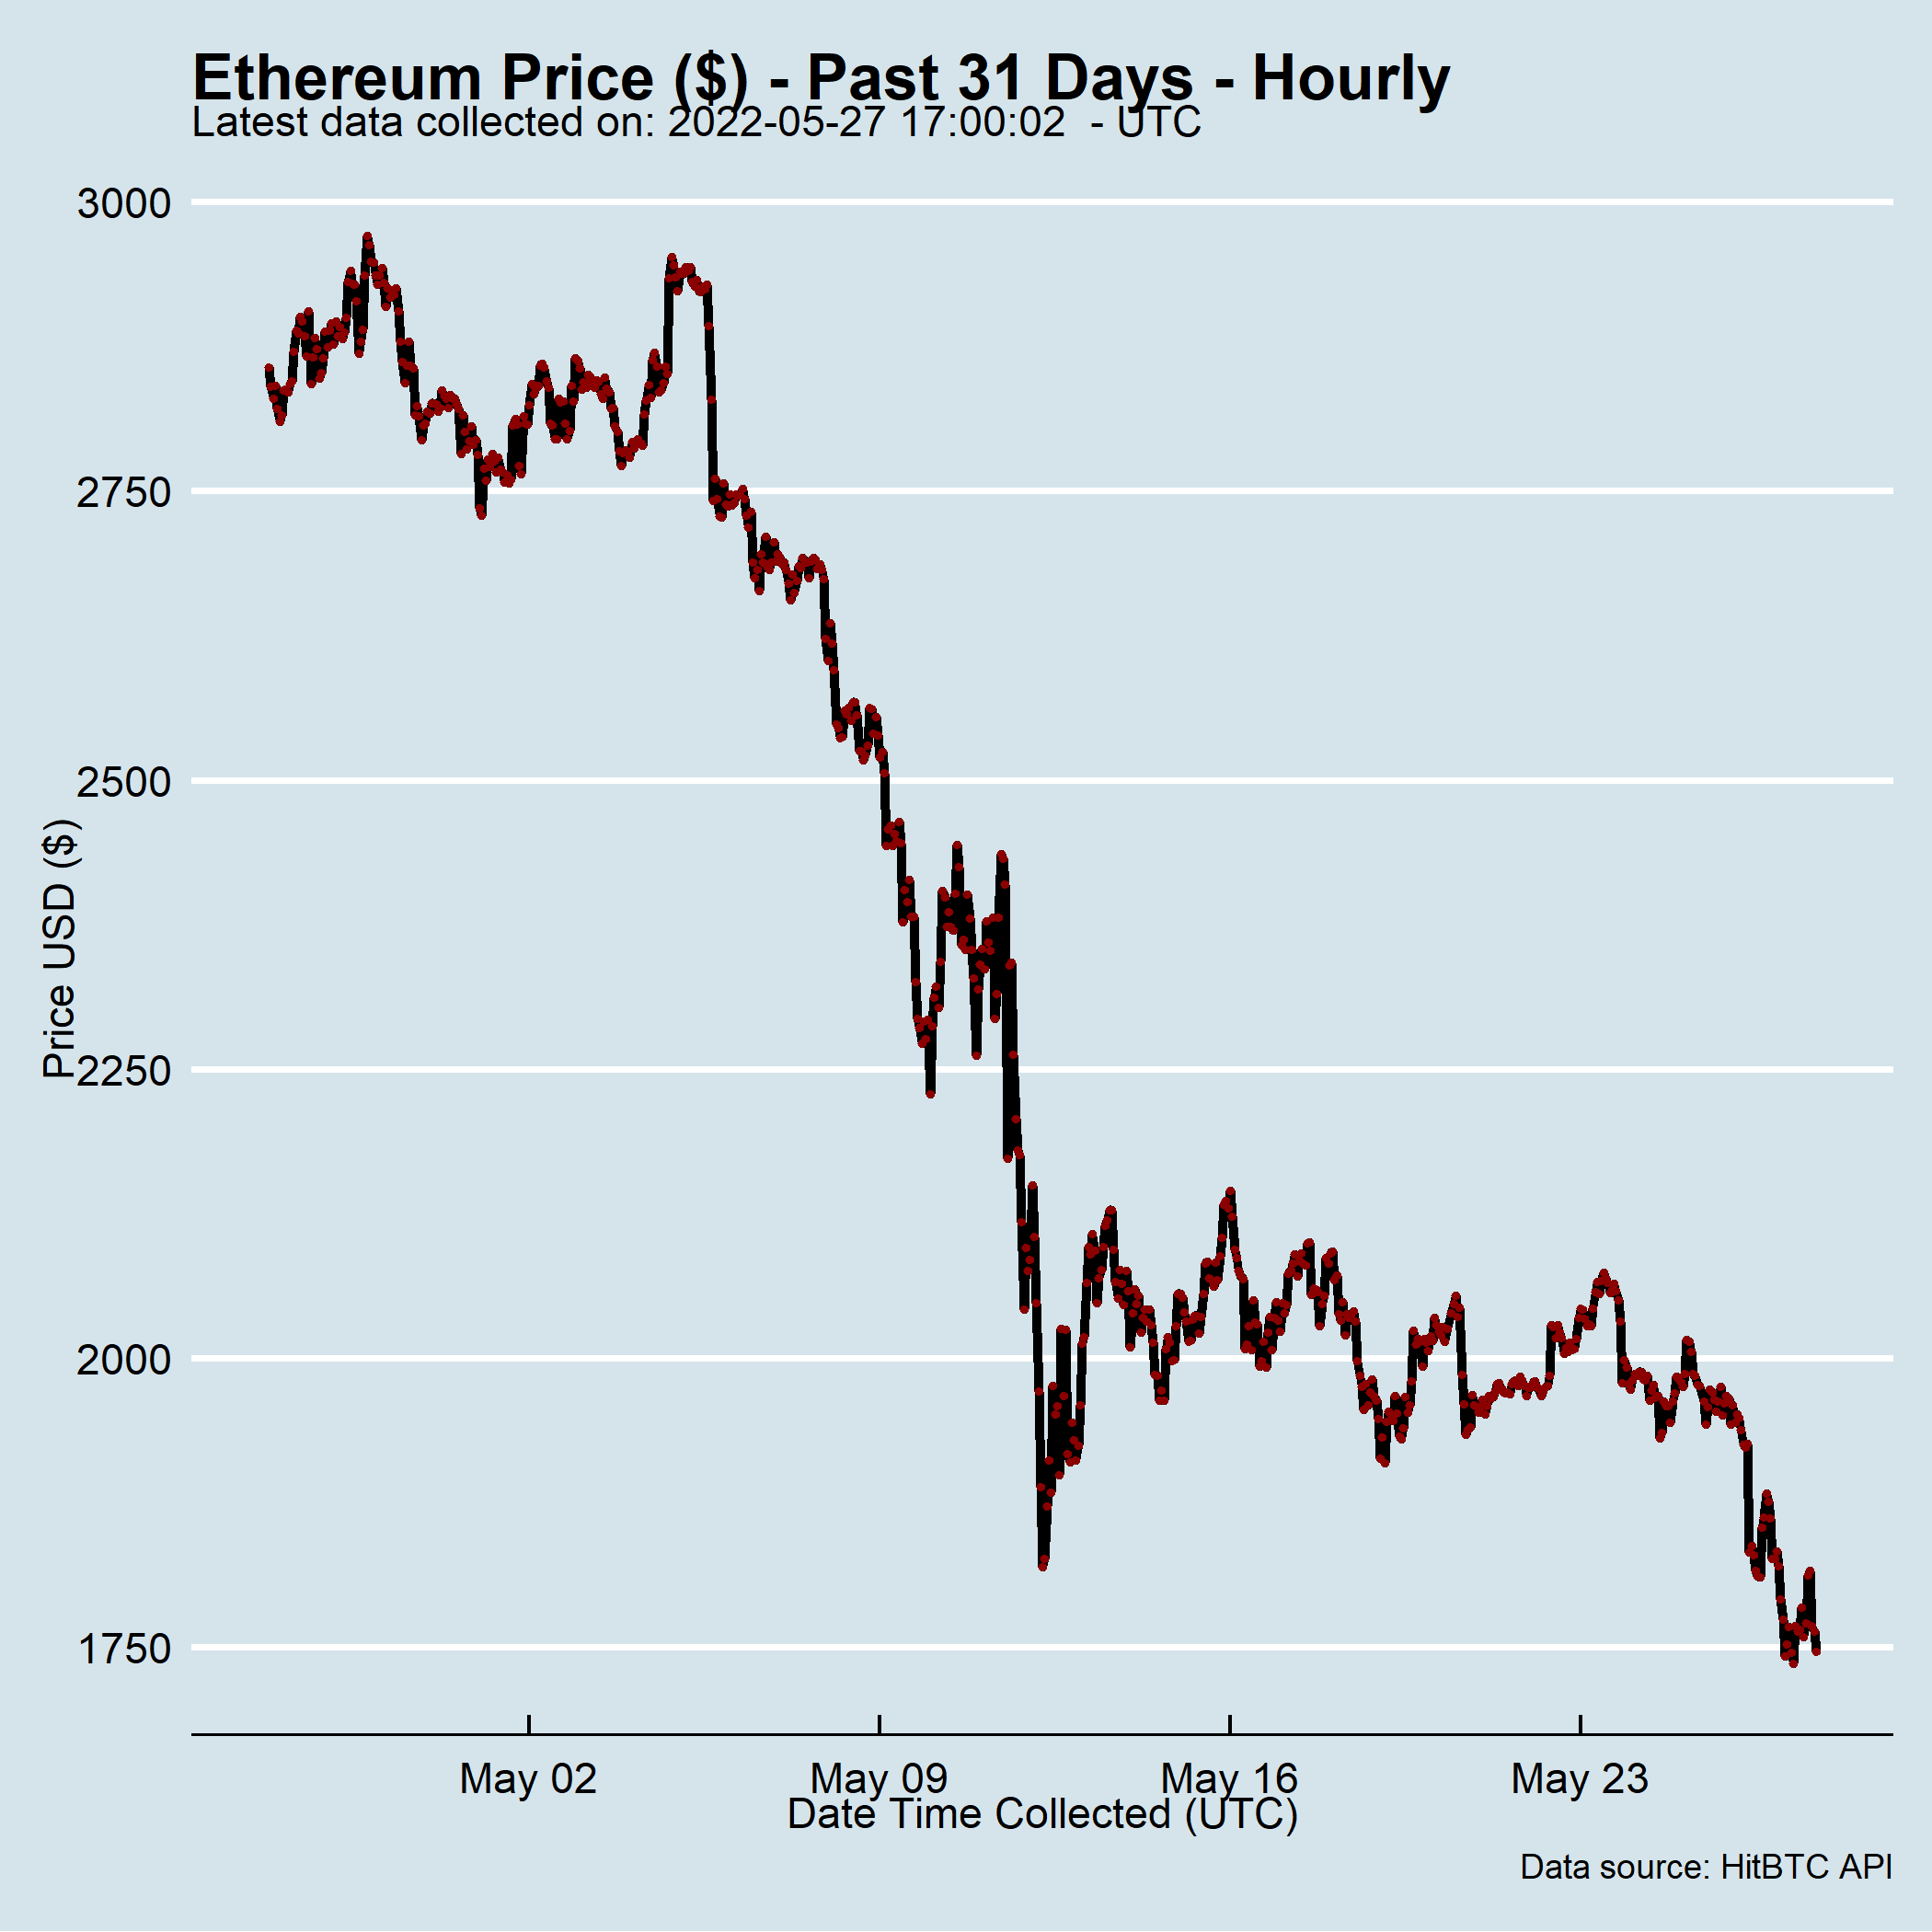 Ethereum Price ($) - Past 31 Days - Hourly
Latest data collected on: 2022-05-27 17:00:02  - UTC
Price USD ($)
3000
2750
2500
2250
2000
1750
May 02
May 09
May 16
May 23
Date Time Collected (UTC)
Data source: HitBTC API